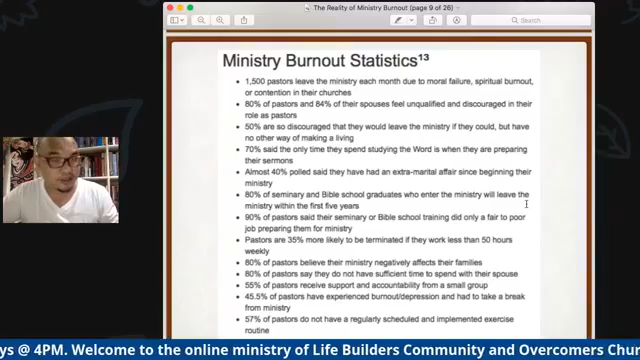 The Reality of Ministry Burnout (page 9 of 26)
Search
Ministry Burnout Statistics¹³
• 1,500 pastors leave the ministry each month due to moral failure, spiritual burnout,
or contention in their churches
• 80% of pastors and 84% of their spouses feel unqualified and discouraged in their
role as pastors
• 50% are so discouraged that they would leave the ministry if they could, but have
no other way of making a living
• 70% said the only time they spend studying the Word is when they are preparing
their sermons
• Almost 40% polled said they have had an extra-marital affair since beginning their
ministry
• 80% of seminary and Bible school graduates who enter the ministry will leave the
ministry within the first five years
• 90% of pastors said their seminary or Bible school training did only a fair to poor
job preparing them for ministry
• Pastors are 35% more likely to be terminated if they work less than 50 hours
weekly
• 80% of pastors believe their ministry negatively affects their families
• 80% of pastors say they do not have sufficient time to spend with their spouse
• 55% of pastors receive support and accountability from a small group
• 45.5% of pastors have experienced burnout/depression and had to take a break
from ministry
• 57% of pastors do not have a regularly scheduled and implemented exercise
routine
ys @ 4PM. Welcome to the online ministry of Life Builders Community and Overcomers Chu